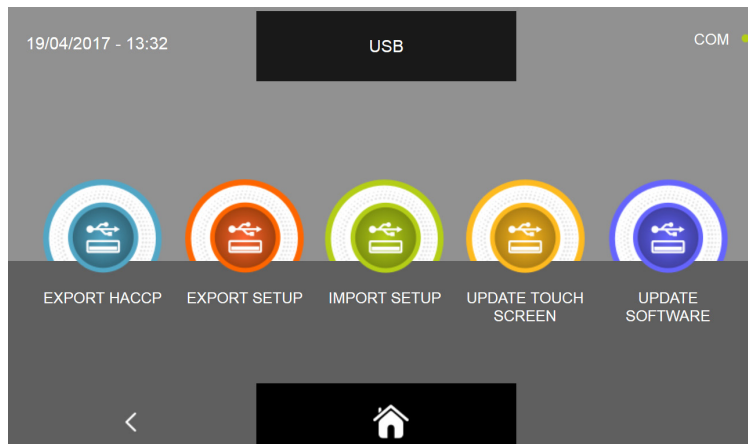 19/04/2017 - 13:32
USB
COM
EXPORT HACCP
EXPORT SETUP
IMPORT SETUP
UPDATE TOUCH
SCREEN
UPDATE
SOFTWARE